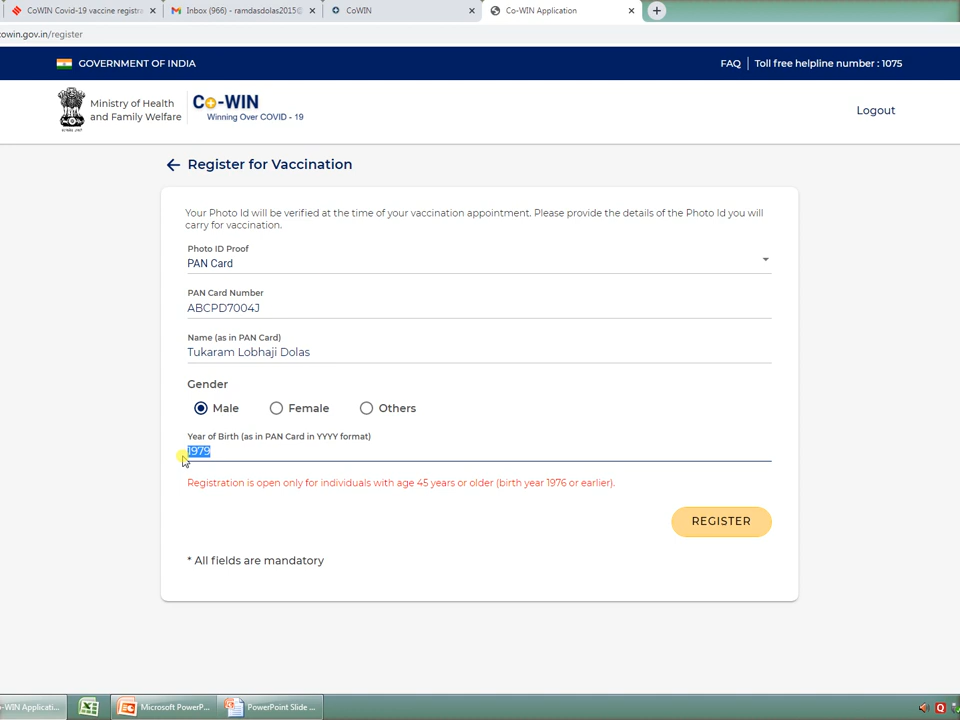 CoWIN Covid-19 vaccine registra
Inbox (966) - ramdasdolas2015@
CoWIN
Co-WIN Application
cowin.gov.in/register
GOVERNMENT OF INDIA
FAQ
Toll free helpline number : 1075
Ministry of Health
and Family Welfare
Co-WIN
Winning Over COVID - 19
Logout
Register for Vaccination
Your Photo Id will be verified at the time of your vaccination appointment. Please provide the details of the Photo Id you will
carry for vaccination.
Photo ID Proof
PAN Card
PAN Card Number
ABCPD7004J
Name (as in PAN Card)
Tukaram Lobhaji Dolas
Gender
Male
Female
Others
Year of Birth (as in PAN Card in YYYY format)
1979
Registration is open only for individuals with age 45 years or older (birth year 1976 or earlier).
REGISTER
* All fields are mandatory
-WIN Applicati...
Microsoft PowerP...
PowerPoint Slide ...